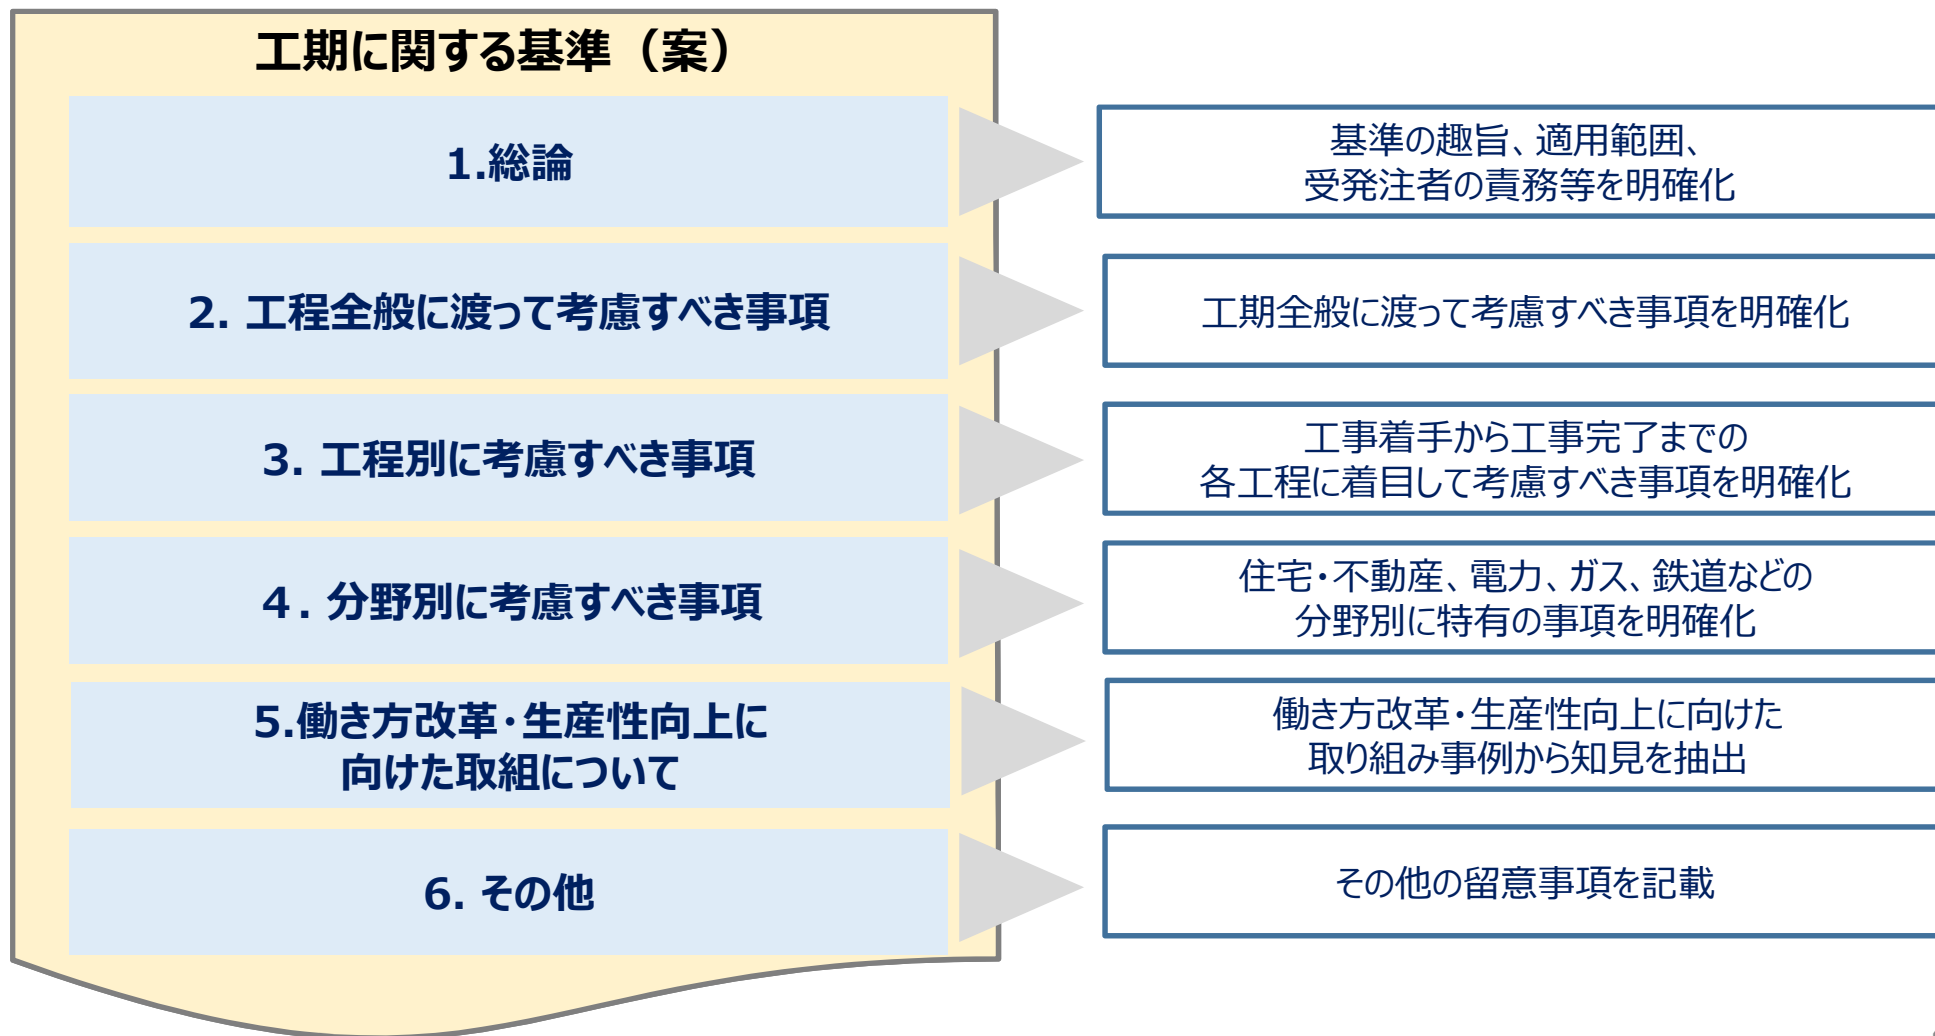 工期に関する基準（案）
1.総論
基準の趣旨、適用範囲、
受発注者の責務等を明確化
2. 工程全般に渡って考慮すべき事項
工期全般に渡って考慮すべき事項を明確化
3. 工程別に考慮すべき事項
工事着手から工事完了までの
各工程に着目して考慮すべき事項を明確化
４. 分野別に考慮すべき事項
住宅・不動産、電力、ガス、鉄道などの
分野別に特有の事項を明確化
5.働き方改革・生産性向上に
向けた取組について
働き方改革・生産性向上に向けた
取り組み事例から知見を抽出
6. その他
その他の留意事項を記載